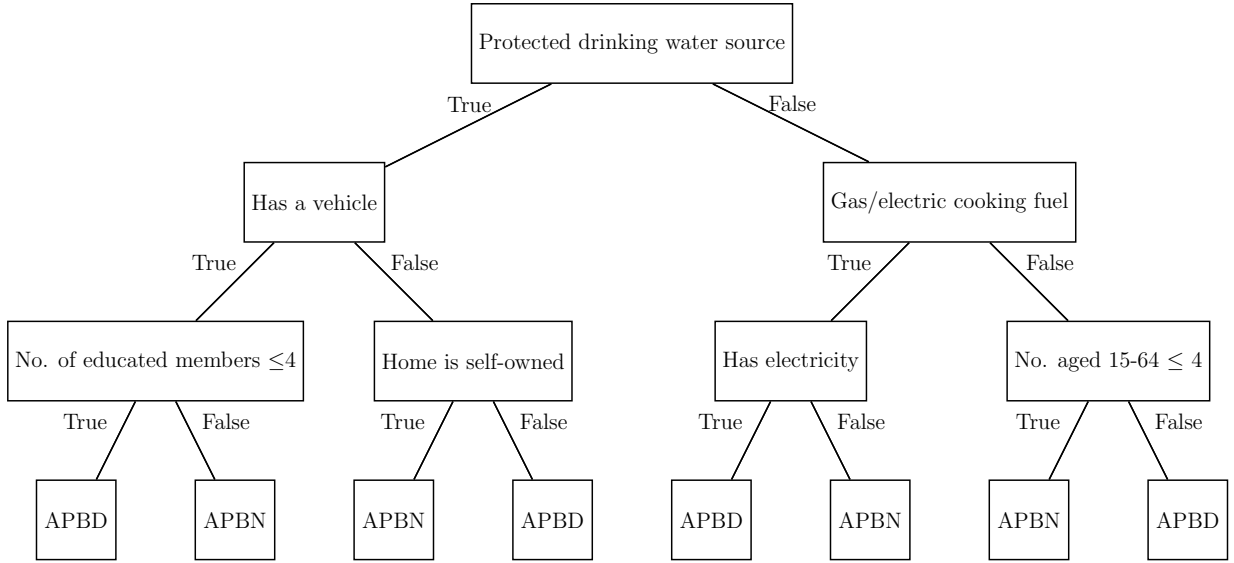 Protected drinking water source
True
False
Has a vehicle
Gas/electric cooking fuel
True
False
True
False
No. of educated members ≤4
Home is self-owned
Has electricity
No. aged 15-64 ≤ 4
True
False
True
False
True
False
True
False
APBD
APBN
APBN
APBD
APBD
APBN
APBN
APBD